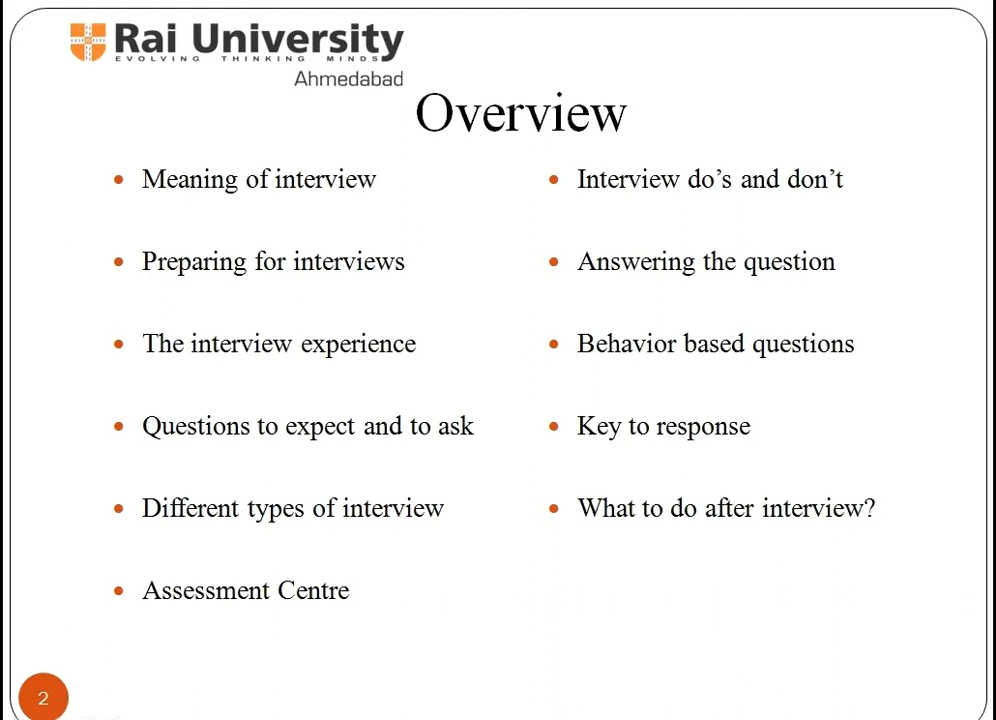 Rai University
EVOLVING THINKING MINDS
Ahmedabad
Overview
Meaning of interview
Preparing for interviews
The interview experience
Questions to expect and to ask
Different types of interview
Assessment Centre
Interview do’s and don’t
Answering the question
Behavior based questions
Key to response
What to do after interview?
2